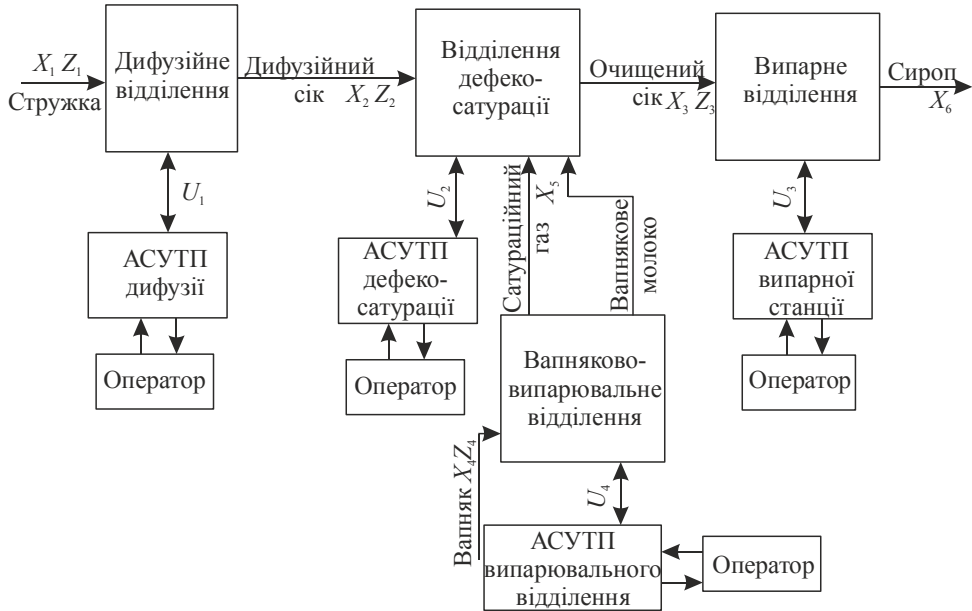 X₁ Z₁
Стружка
Дифузійне
відділення
Дифузійний
сік X₂ Z₂
Відділення
дефеко-
сатурації
Очищений
сік X₃ Z₃
Випарне
відділення
Сироп
X₆
U₁
АСУТП
дифузії
Оператор
U₂
АСУТП
дефеко-
сатурації
Оператор
Сатураційний
газ
X₅
Вапнякове
молоко
U₃
АСУТП
випарної
станції
Оператор
Вапняково-
випарювальне
відділення
Вапняк X₄Z₄
U₄
АСУТП
випарювального
відділення
Оператор